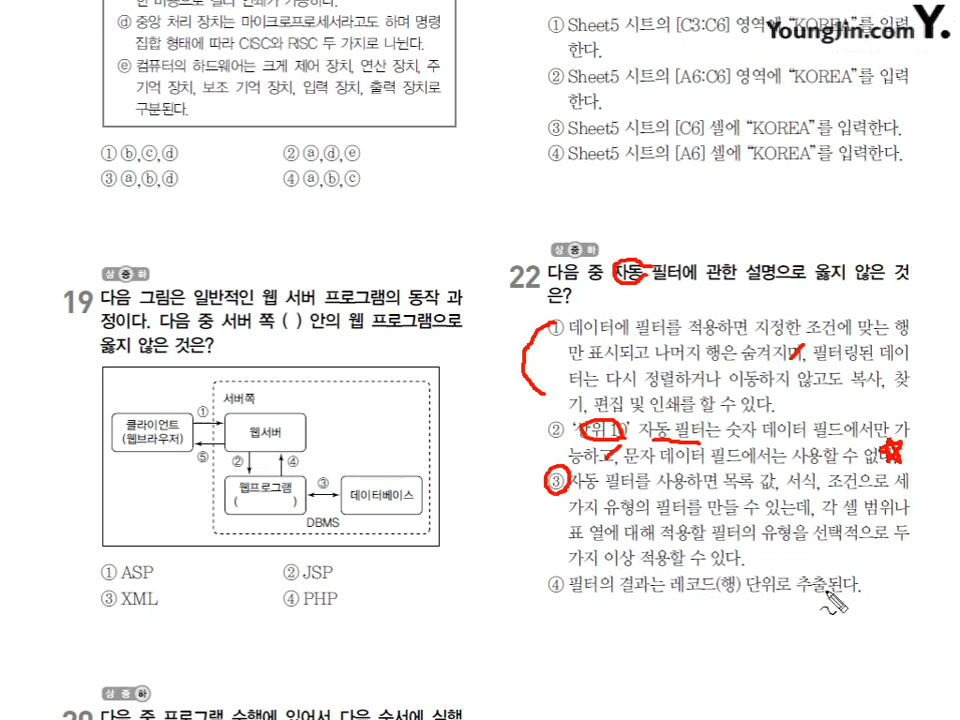 ⓓ 중앙 처리 장치는 마이크로프로세서라고도 하며 명령
집합 형태에 따라 CISC와 RISC 두 가지로 나뉜다.
ⓔ 컴퓨터의 하드웨어는 크게 제어 장치, 연산 장치, 주
기억 장치, 보조 기억 장치, 입력 장치, 출력 장치로
구분된다.
① ⓑ,ⓒ,ⓓ ② ⓐ,ⓓ,ⓔ
③ ⓐ,ⓑ,ⓓ ④ ⓐ,ⓑ,ⓒ
상 중 하
19 다음 그림은 일반적인 웹 서버 프로그램의 동작 과
정이다. 다음 중 서버 쪽 ( ) 안의 웹 프로그램으로
옳지 않은 것은?
서버쪽
클라이언트
(웹브라우저)
①
⑤
웹서버
②
④
웹프로그램
( )
③
데이터베이스
DBMS
① ASP ② JSP
③ XML ④ PHP
상 중 하
다음 중 프로그램 수행에 있어서 다음 순서에 실행
Youngjin.com Y.
① Sheet5 시트의 [C3:C6] 영역에 “KOREA”를 입력
한다.
② Sheet5 시트의 [A6:C6] 영역에 “KOREA”를 입력
한다.
③ Sheet5 시트의 [C6] 셀에 “KOREA”를 입력한다.
④ Sheet5 시트의 [A6] 셀에 “KOREA”를 입력한다.
상 중 하
22 다음 중 자동 필터에 관한 설명으로 옳지 않은 것
은?
① 데이터에 필터를 적용하면 지정한 조건에 맞는 행
만 표시되고 나머지 행은 숨겨지며, 필터링된 데이
터는 다시 정렬하거나 이동하지 않고도 복사, 찾
기, 편집 및 인쇄를 할 수 있다.
② ‘상위 10’ 자동 필터는 숫자 데이터 필드에서만 가
능하고, 문자 데이터 필드에서는 사용할 수 없다.
③ 자동 필터를 사용하면 목록 값, 서식, 조건으로 세
가지 유형의 필터를 만들 수 있는데, 각 셀 범위나
표 열에 대해 적용할 필터의 유형을 선택적으로 두
가지 이상 적용할 수 있다.
④ 필터의 결과는 레코드(행) 단위로 추출된다.